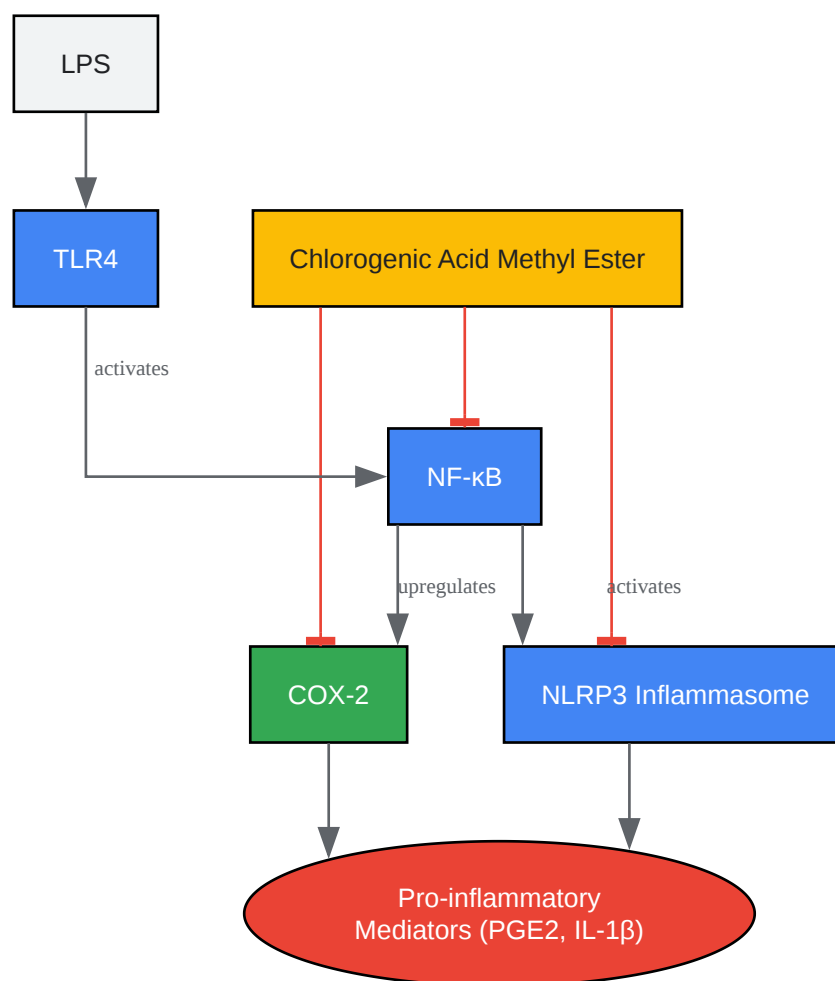 LPS
TLR4
Chlorogenic Acid Methyl Ester
activates
NF-κB
upregulates
activates
COX-2
NLRP3 Inflammasome
Pro-inflammatory
Mediators (PGE2, IL-1β)